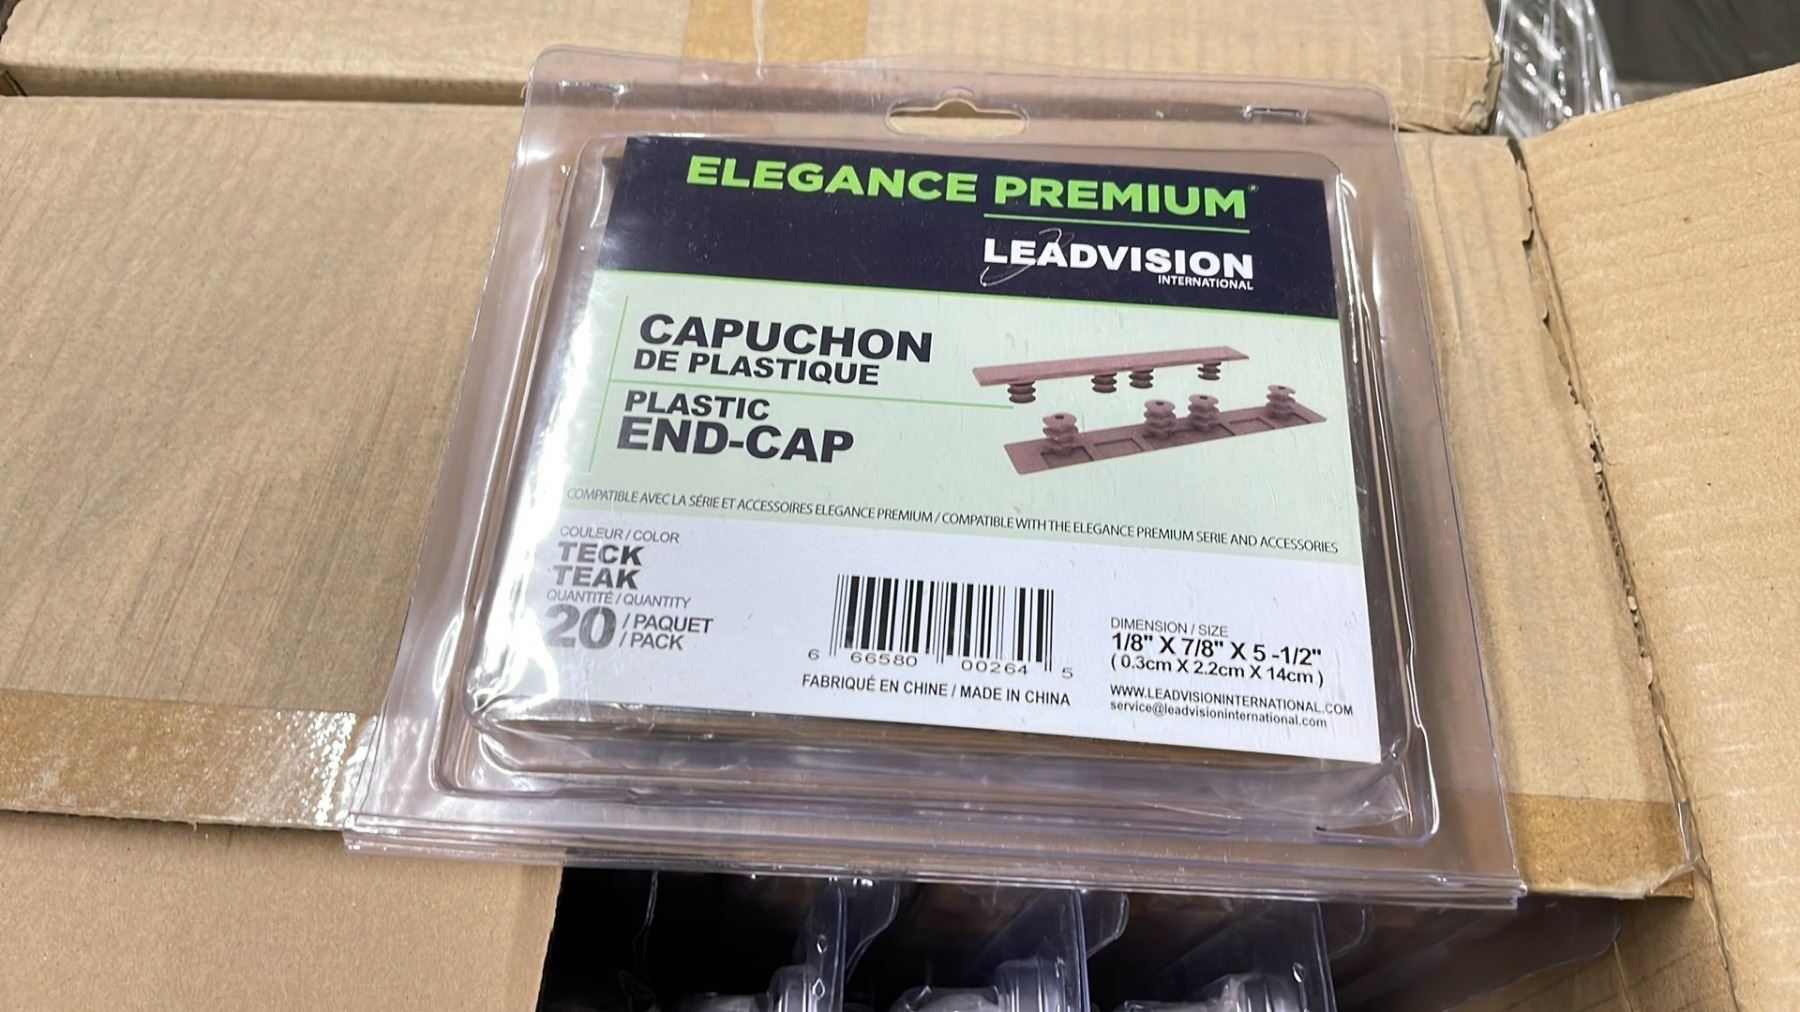 ELEGANCE PREMIUM®
LEADVISION
INTERNATIONAL
CAPUCHON
DE PLASTIQUE
PLASTIC
END-CAP
COMPATIBLE AVEC LA SÉRIE ET ACCESSOIRES ELEGANCE PREMIUM / COMPATIBLE WITH THE ELEGANCE PREMIUM SERIE AND ACCESSORIES
COULEUR / COLOR
TECK
TEAK
QUANTITÉ / QUANTITY
20 / PAQUET
/ PACK
6 66580 00264 5
FABRIQUÉ EN CHINE / MADE IN CHINA
DIMENSION / SIZE
1/8" X 7/8" X 5 -1/2"
( 0.3cm X 2.2cm X 14cm )
WWW.LEADVISIONINTERNATIONAL.COM
service@leadvisioninternational.com